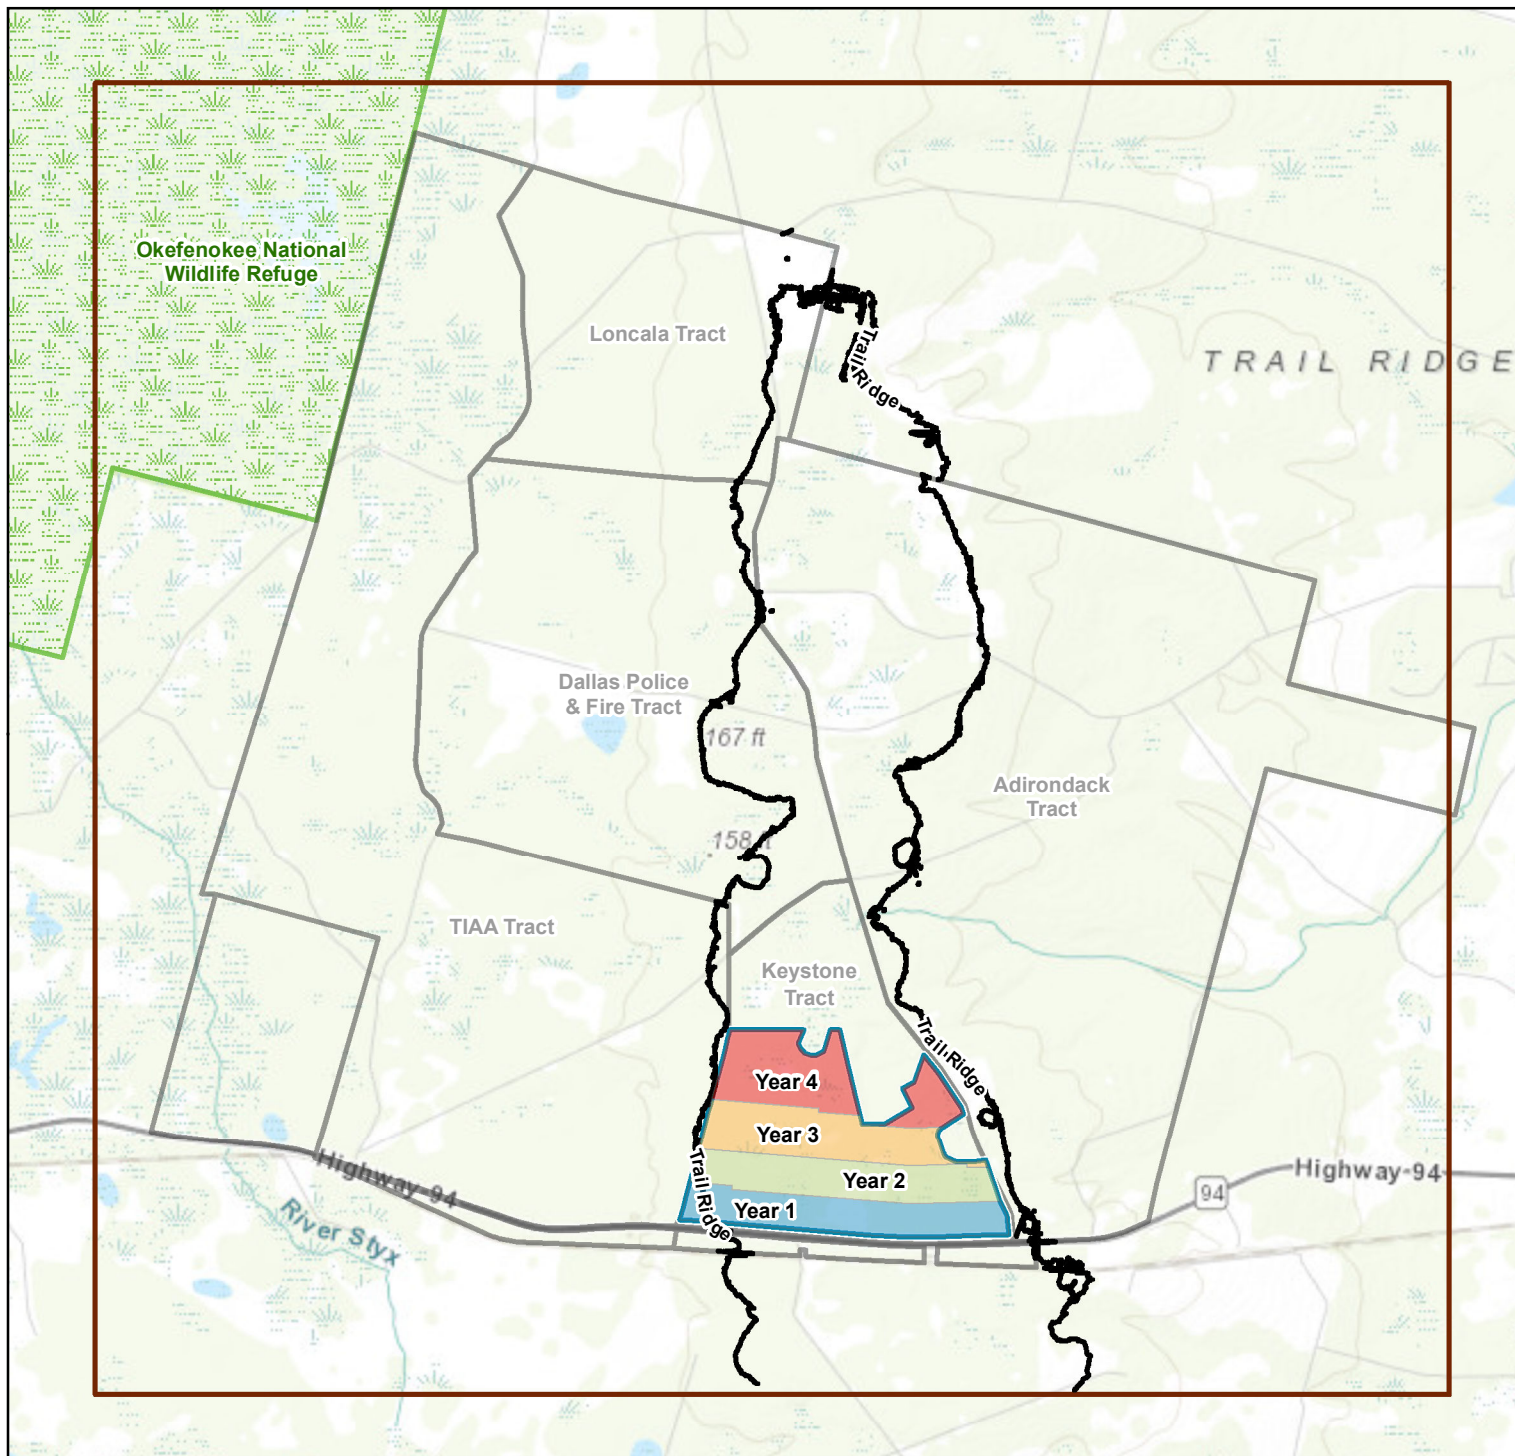 Okefenokee National
Wildlife Refuge
Loncala Tract
Trail Ridge
TRAIL RIDGE
Dallas Police
& Fire Tract
167 ft
158 ft
Adirondack
Tract
TIAA Tract
Keystone
Tract
Trail Ridge
Year 4
Year 3
Year 2
Year 1
Trail Ridge
Highway 94
94
Highway 94
River Styx